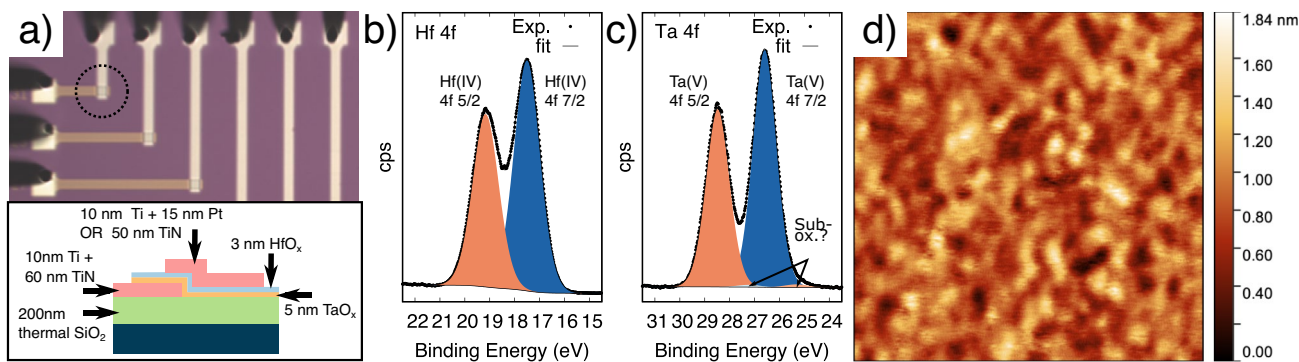 a)
10 nm Ti + 15 nm Pt
OR 50 nm TiN
3 nm HfOₓ
10nm Ti +
60 nm TiN
5 nm TaOₓ
200nm
thermal SiO₂
b)
Hf 4f
Exp.
fit
Hf(IV)
4f 5/2
Hf(IV)
4f 7/2
cps
22 21 20 19 18 17 16 15
Binding Energy (eV)
c)
Ta 4f
Exp.
fit
Ta(V)
4f 5/2
Ta(V)
4f 7/2
Sub-
ox.?
cps
31 30 29 28 27 26 25 24
Binding Energy (eV)
d)
1.84 nm
1.60
1.40
1.20
1.00
0.80
0.60
0.40
0.00